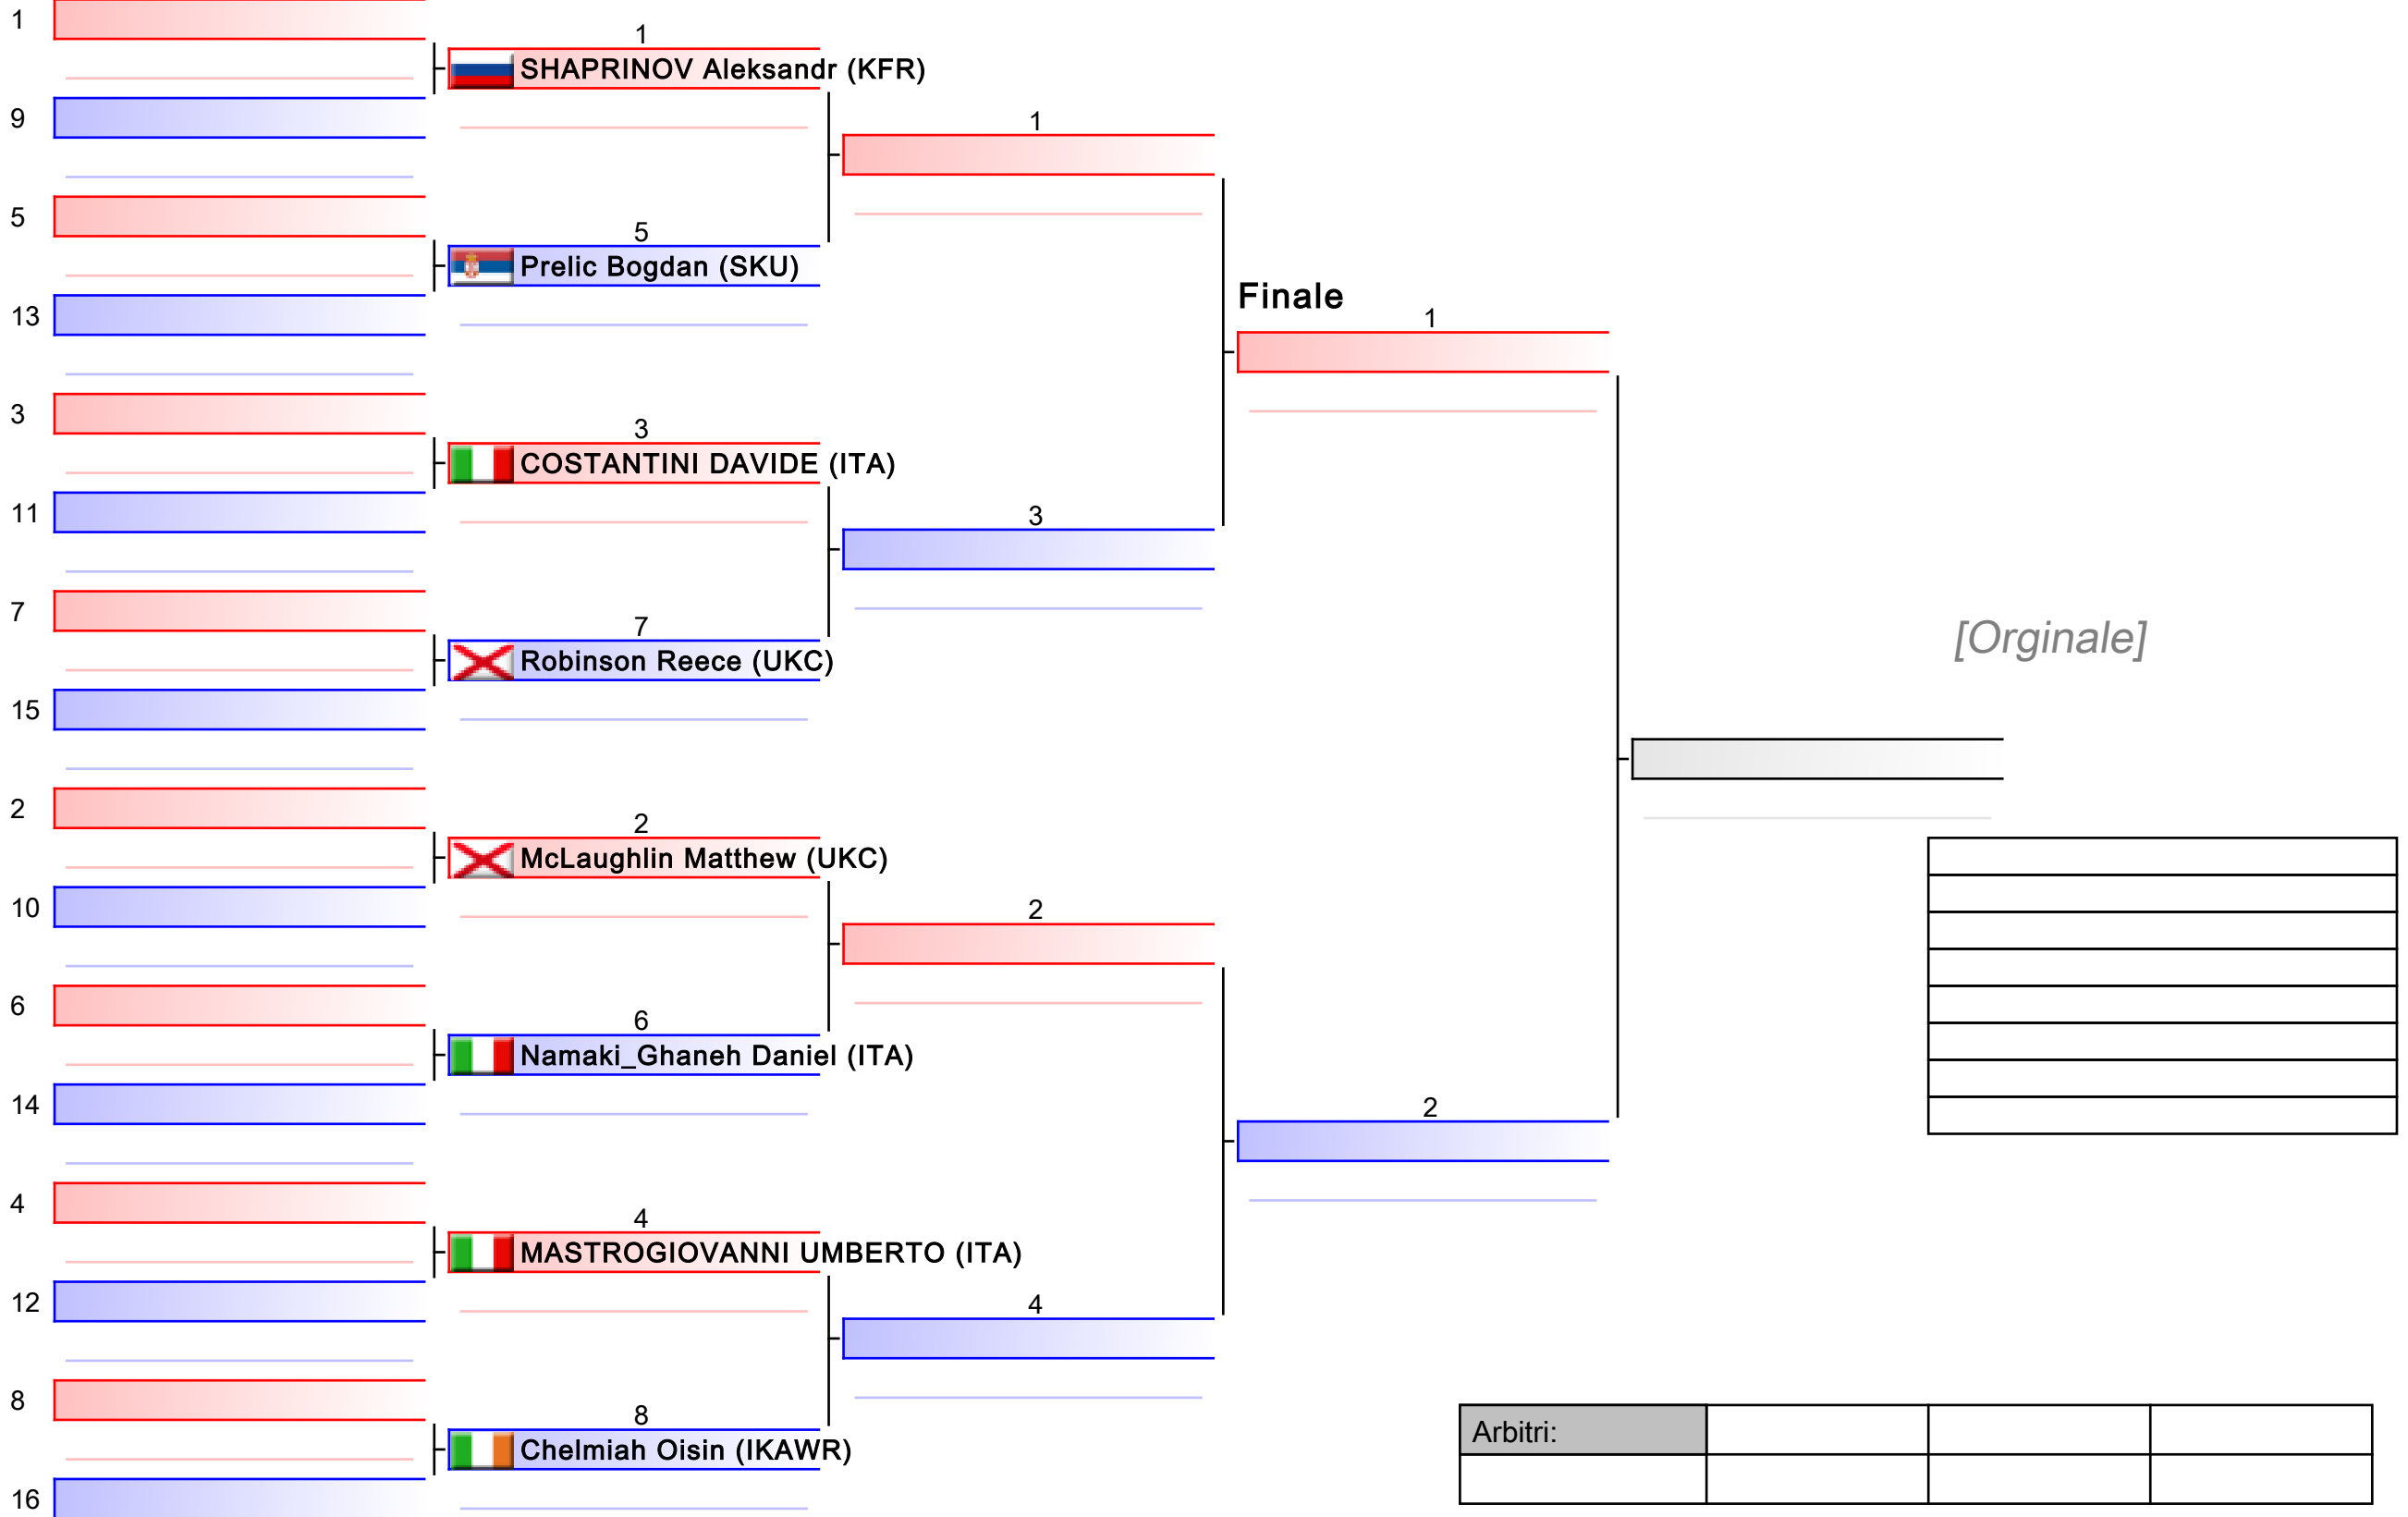 1
1
SHAPRINOV Aleksandr (KFR)
9
1
5
5
Prelic Bogdan (SKU)
13
Finale
1
3
3
COSTANTINI DAVIDE (ITA)
11
3
7
7
Robinson Reece (UKC)
[Orginale]
15
2
2
McLaughlin Matthew (UKC)
10
2
6
6
Namaki_Ghaneh Daniel (ITA)
14
2
4
4
MASTROGIOVANNI UMBERTO (ITA)
12
4
8
8
Chelmiah Oisin (IKAWR)
Arbitri:
16